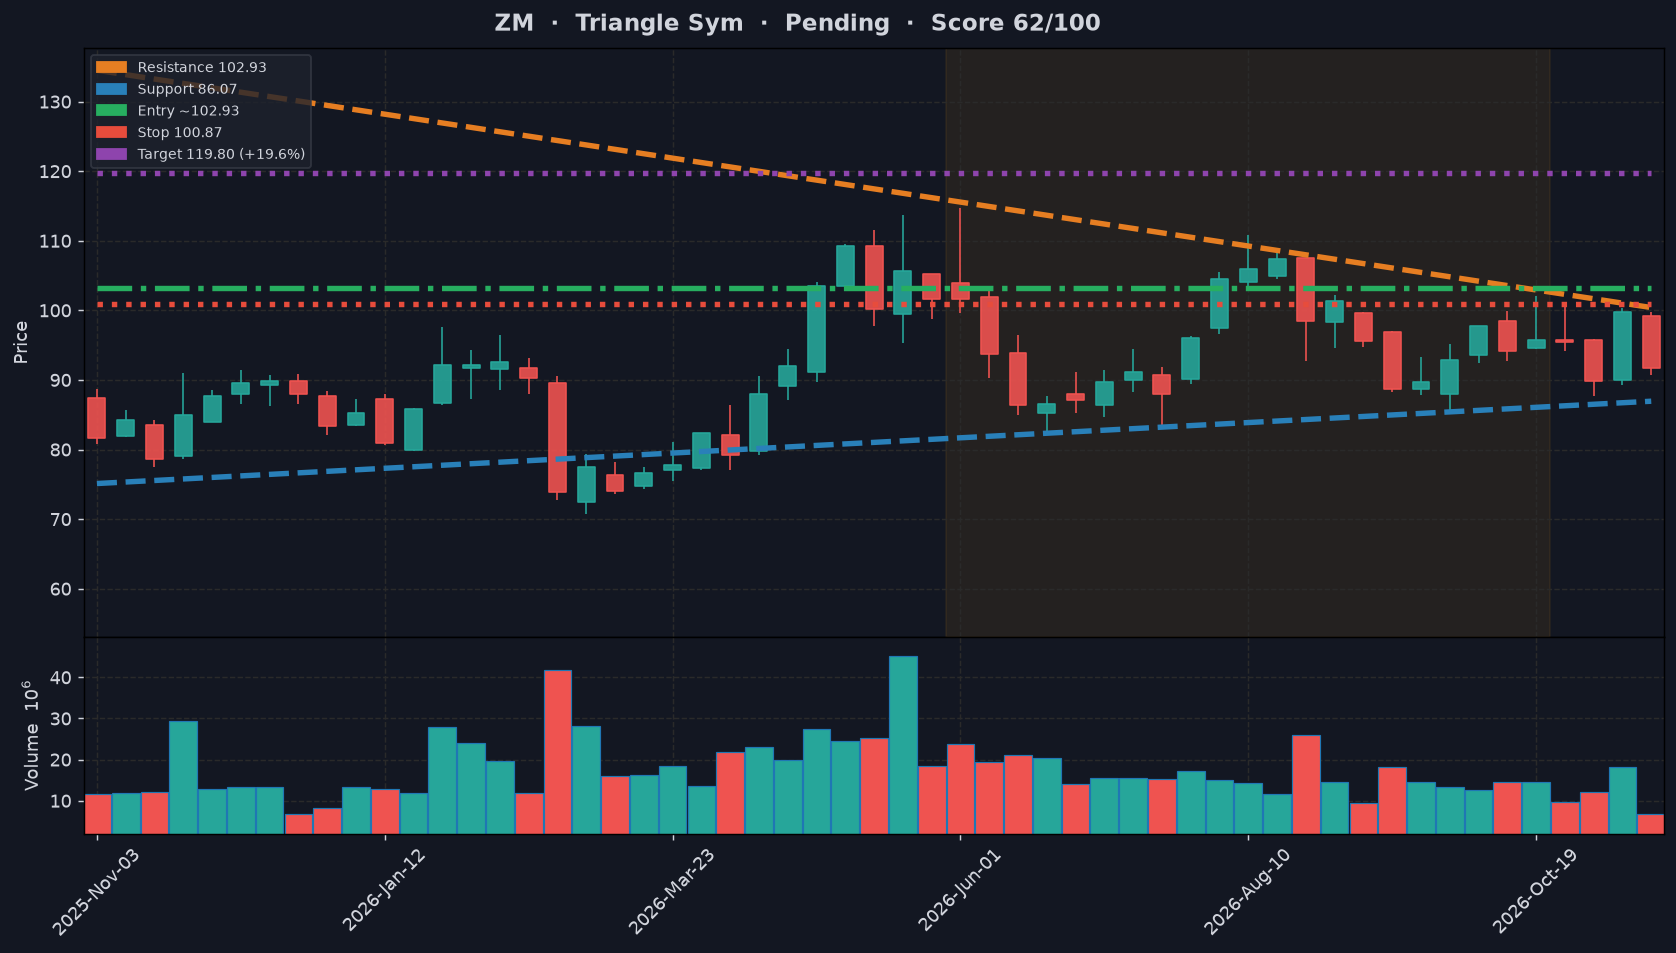 ZM · Triangle Sym · Pending · Score 62/100
Resistance 102.93
Support 86.07
Entry ~102.93
Stop 100.87
Target 119.80 (+19.6%)
Price
130
120
110
100
90
80
70
60
Volume 10⁶
40
30
20
10
2025-Nov-03
2026-Jan-12
2026-Mar-23
2026-Jun-01
2026-Aug-10
2026-Oct-19